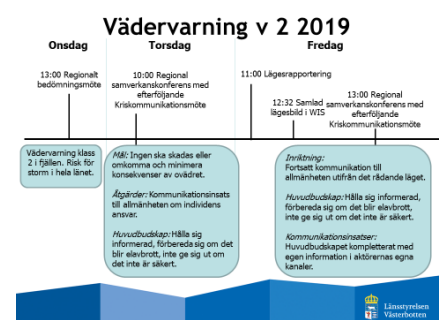 Vädervarning v 2 2019
Onsdag
Torsdag
Fredag
13:00 Regionalt
bedömningsmöte
10:00 Regional
samverkanskonferens med
efterföljande
Kriskommunikationsmöte
11:00 Lägesrapportering
12:32 Samlad
lägesbild i WIS
13:00 Regional
samverkanskonferens med
efterföljande
Kriskommunikationsmöte
Vädervarning klass
2 i fjällen. Risk för
storm i hela länet.
Mål: Ingen ska skadas eller
omkomma och minimera
konsekvenser av ovädret.
Åtgärder: Kommunikationsinsats
till allmänheten om individens
ansvar.
Huvudbudskap: Hålla sig
informerad, förbereda sig om det
blir elavbrott, inte ge sig ut om
det inte är säkert.
Inriktning:
Fortsatt kommunikation till
allmänheten utifrån det rådande läget.
Huvudbudskap: Hålla sig informerad,
förbereda sig om det blir elavbrott,
inte ge sig ut om det inte är säkert.
Kommunikationsinsatser:
Huvudbudskapet kompletterat med
egen information i aktörernas egna
kanaler.
Länsstyrelsen
Västerbotten